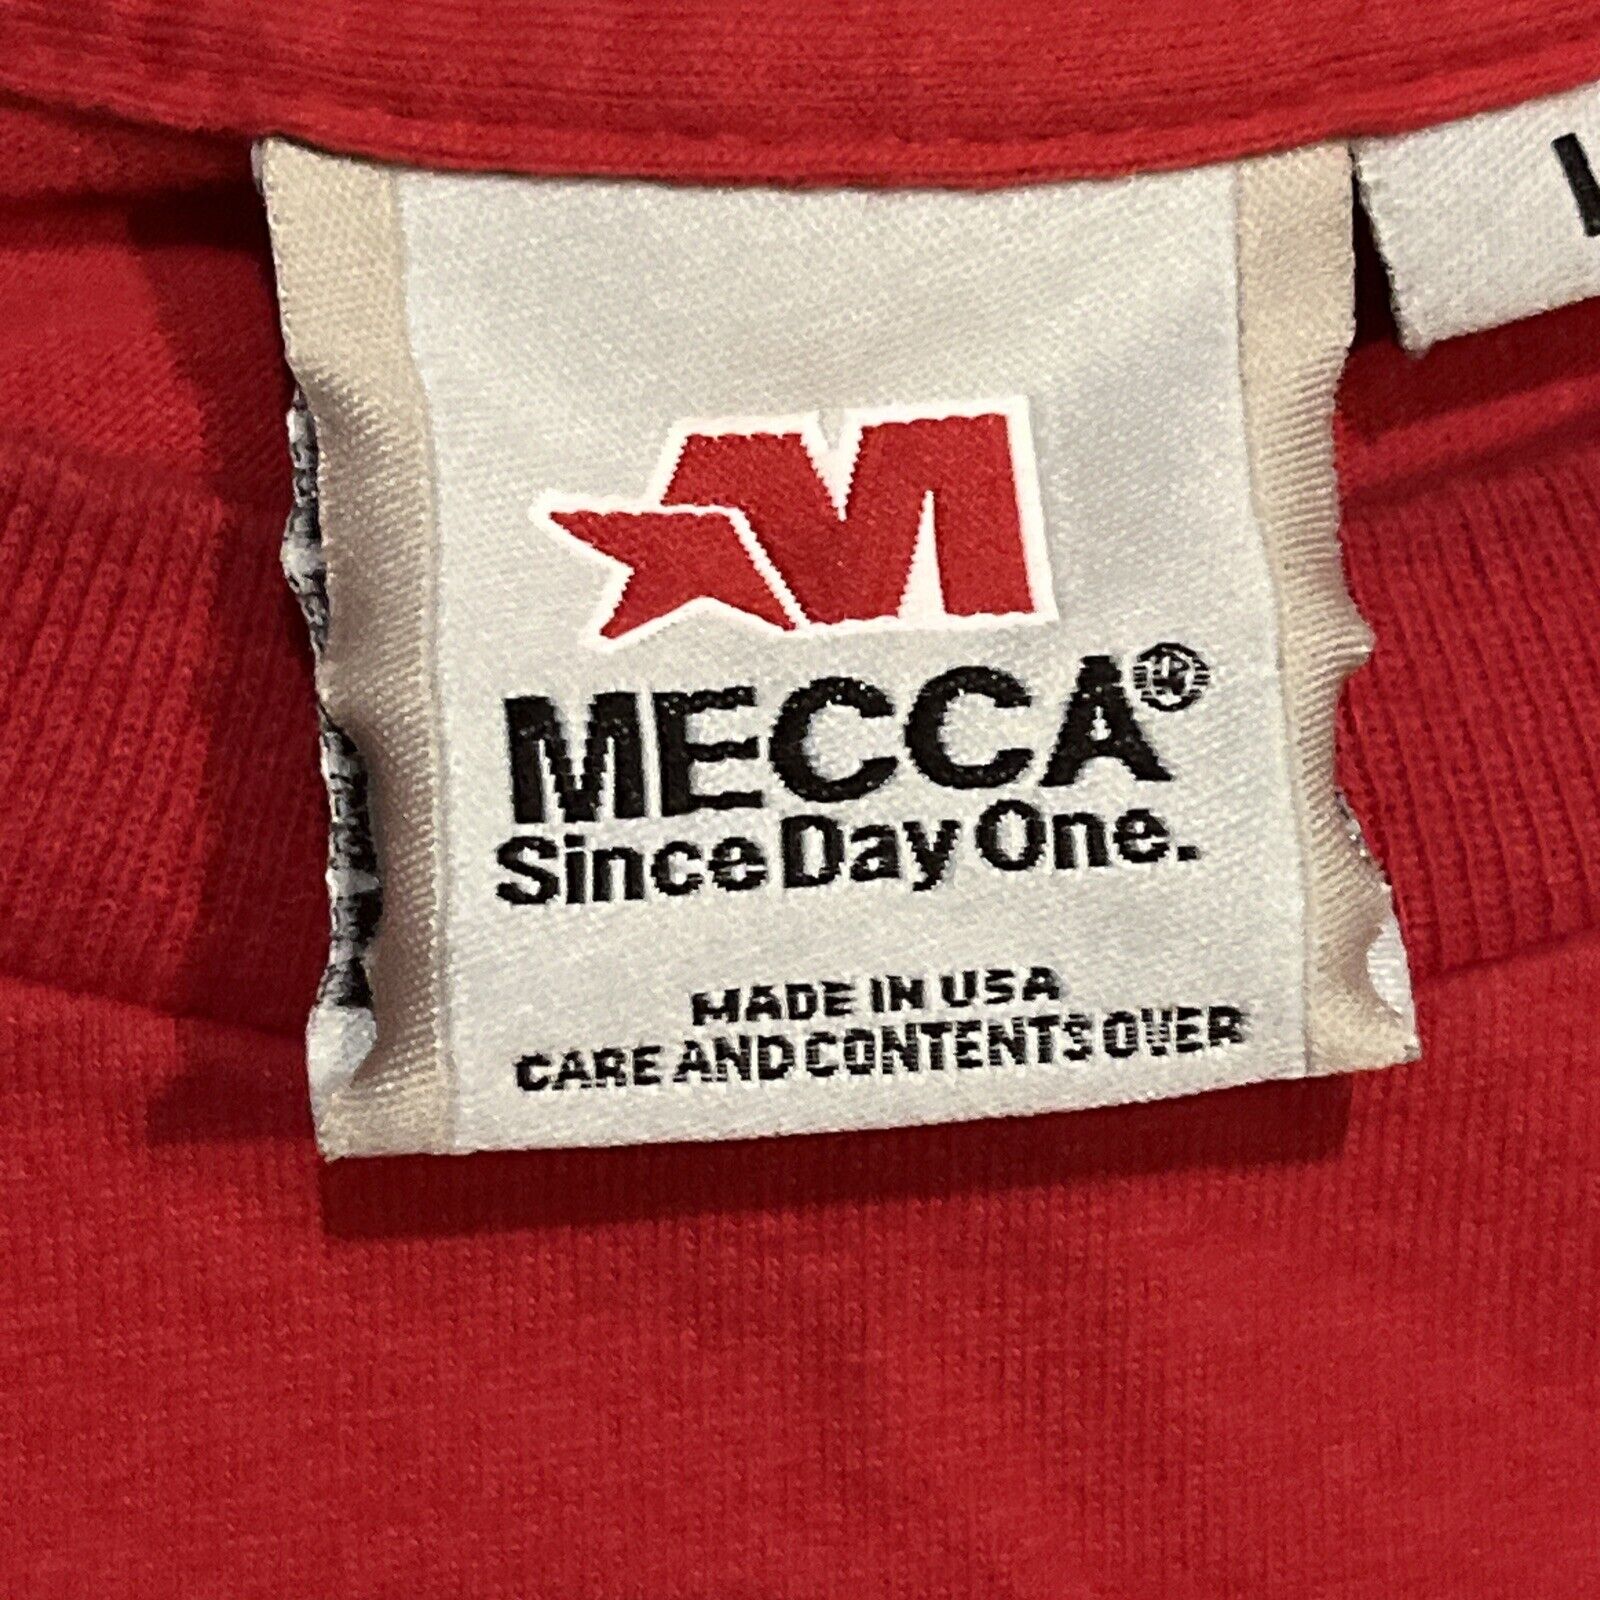 M
MECCA®
Since Day One.
MADE IN USA
CARE AND CONTENTS OVER